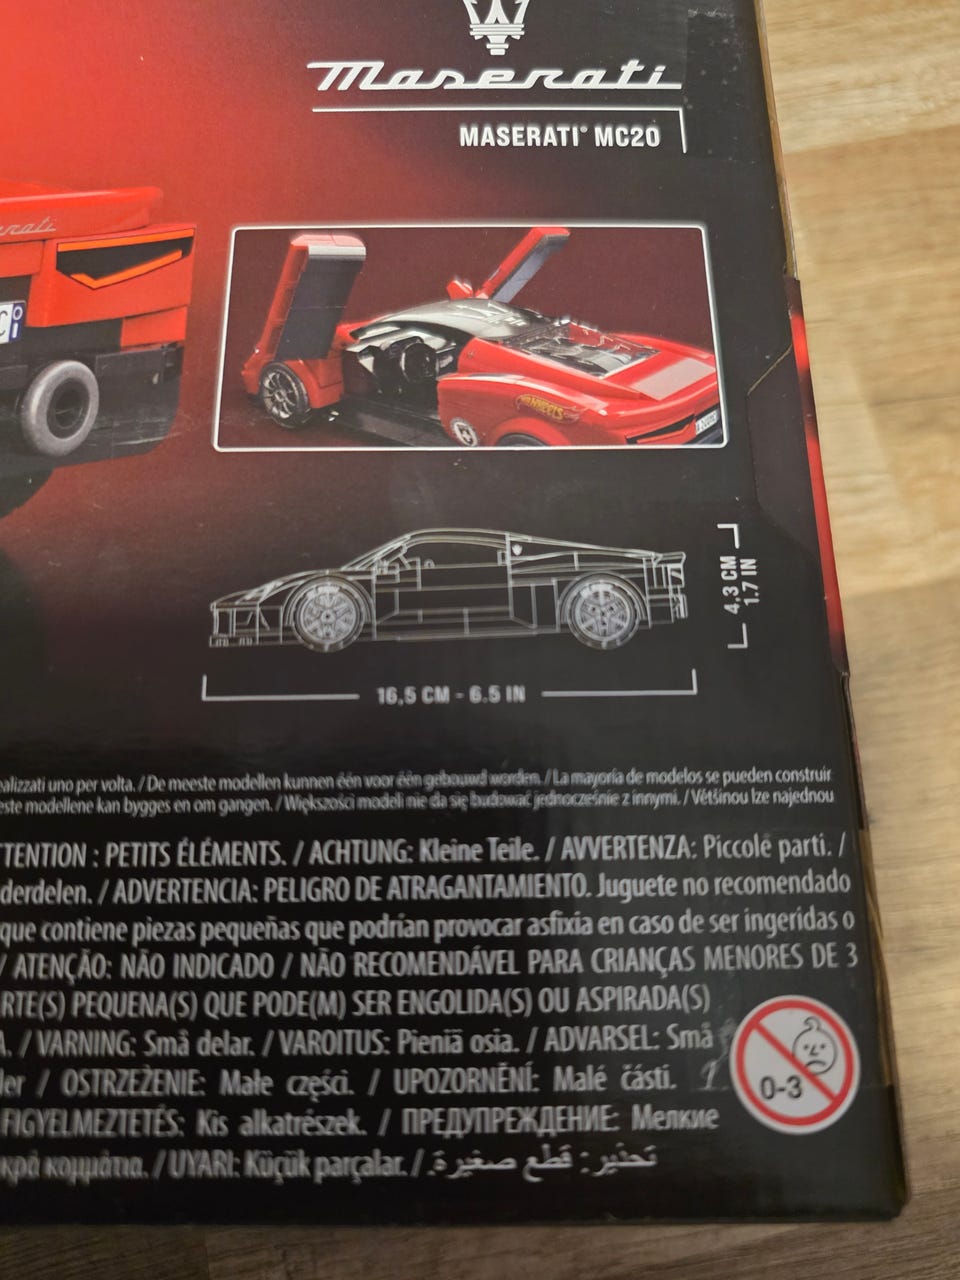 Maserati
MASERATI® MC20
HOT WHEELS
4,3 CM
1.7 IN
16,5 CM - 6.5 IN
ealizzati uno per volta. / De meeste modellen kunnen één voor één gebouwd worden. / La mayoría de modelos se pueden construir
este modellene kan bygges en om gangen. / Większości modeli nie da się budować jednocześnie z innymi. / Většinou lze najednou
TENTION : PETITS ÉLÉMENTS. / ACHTUNG: Kleine Teile. / AVVERTENZA: Piccole parti. /
derdelen. / ADVERTENCIA: PELIGRO DE ATRAGANTAMIENTO. Juguete no recomendado
que contiene piezas pequeñas que podrían provocar asfixia en caso de ser ingeridas o
/ ATENÇÃO: NÃO INDICADO / NÃO RECOMENDÁVEL PARA CRIANÇAS MENORES DE 3
RTE(S) PEQUENA(S) QUE PODE(M) SER ENGOLIDA(S) OU ASPIRADA(S)
A. / VARNING: Små delar. / VAROITUS: Pieniä osia. / ADVARSEL: Små
ler / OSTRZEŻENIE: Małe części. / UPOZORNĚNÍ: Malé části.
FIGYELMEZTETÉS: Kis alkatrészek. / ПРЕДУПРЕЖДЕНИЕ: Мелкие
κρά κομμάτια. / UYARI: Küçük parçalar. / تحذير: قطع صغيرة.
0-3